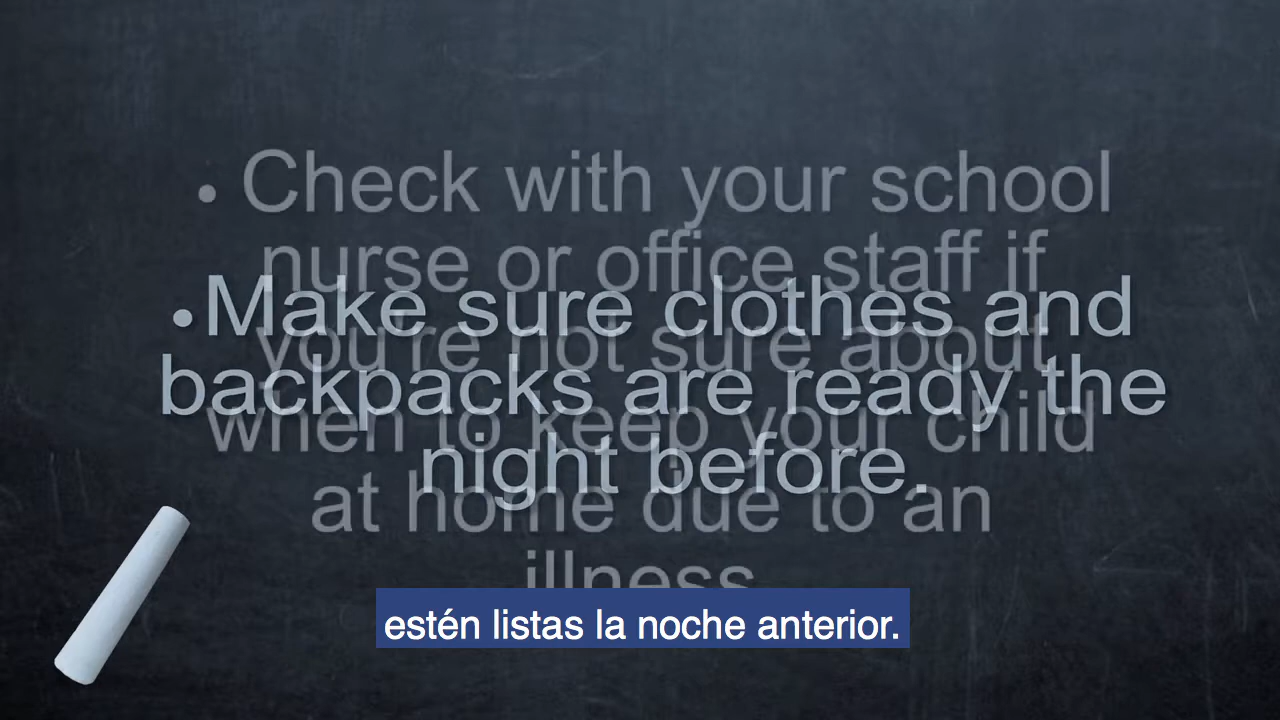 • Check with your school
nurse or office staff if
you're not sure about
when to keep your child
at home due to an
illness.
• Make sure clothes and
backpacks are ready the
night before.
estén listas la noche anterior.